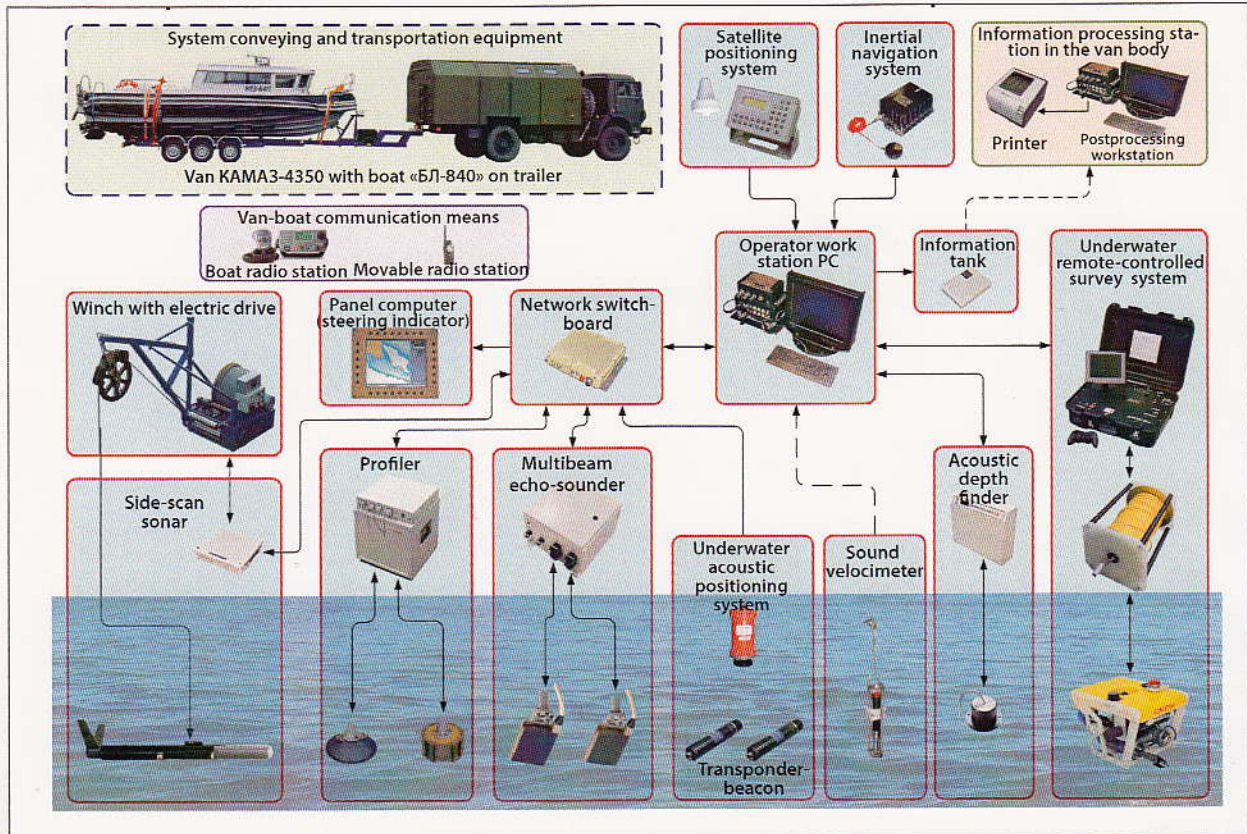 System conveying and transportation equipment
Van КАМАЗ-4350 with boat «БЛ-840» on trailer
Satellite
positioning
system
Inertial
navigation
system
Information processing sta-
tion in the van body
Printer
Postprocessing
workstation
Van-boat communication means
Boat radio station
Movable radio station
Operator work
station PC
Information
tank
Underwater
remote-controlled
survey system
Winch with electric drive
Panel computer
(steering indicator)
Network switch-
board
Side-scan
sonar
Profiler
Multibeam
echo-sounder
Underwater
acoustic
positioning
system
Transponder-
beacon
Sound
velocimeter
Acoustic
depth
finder